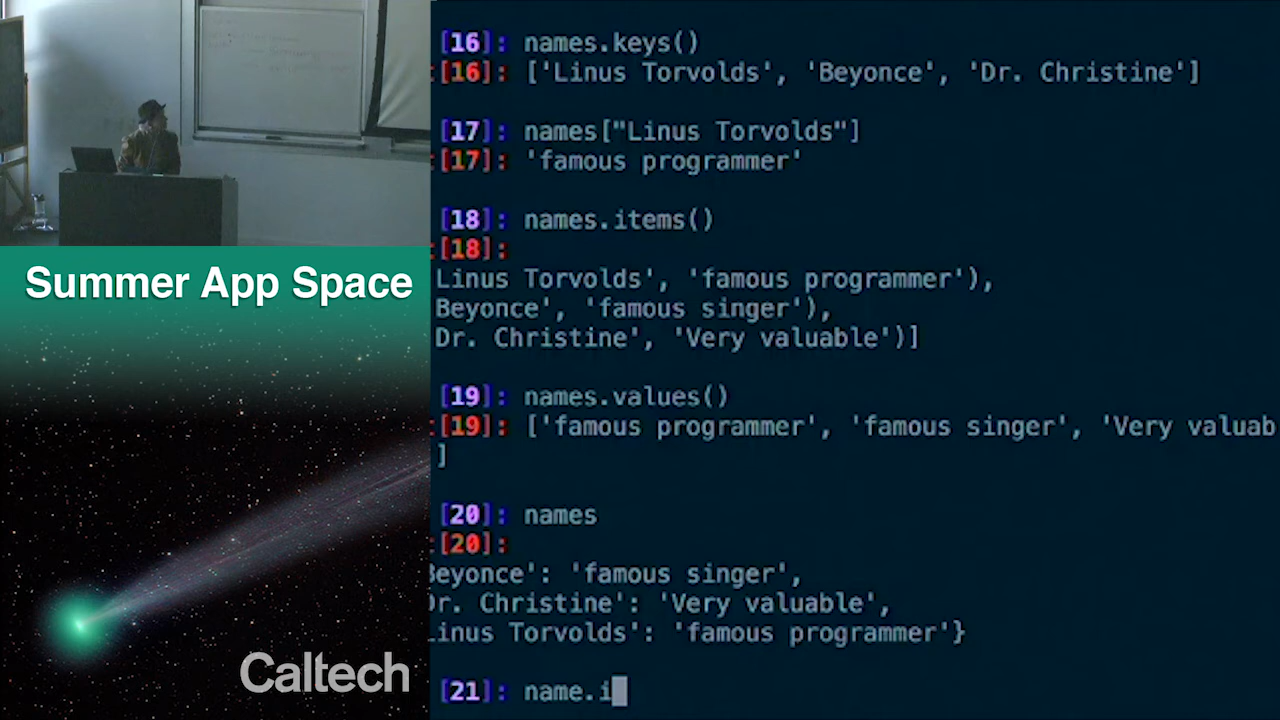 Summer App Space
Caltech
[16]: names.keys()
:[16]: ['Linus Torvolds', 'Beyonce', 'Dr. Christine']
[17]: names["Linus Torvolds"]
:[17]: 'famous programmer'
[18]: names.items()
:[18]:
Linus Torvolds', 'famous programmer'),
Beyonce', 'famous singer'),
Dr. Christine', 'Very valuable')]
[19]: names.values()
:[19]: ['famous programmer', 'famous singer', 'Very valuab
]
[20]: names
:[20]:
Beyonce': 'famous singer',
Dr. Christine': 'Very valuable',
Linus Torvolds': 'famous programmer'}
[21]: name.i